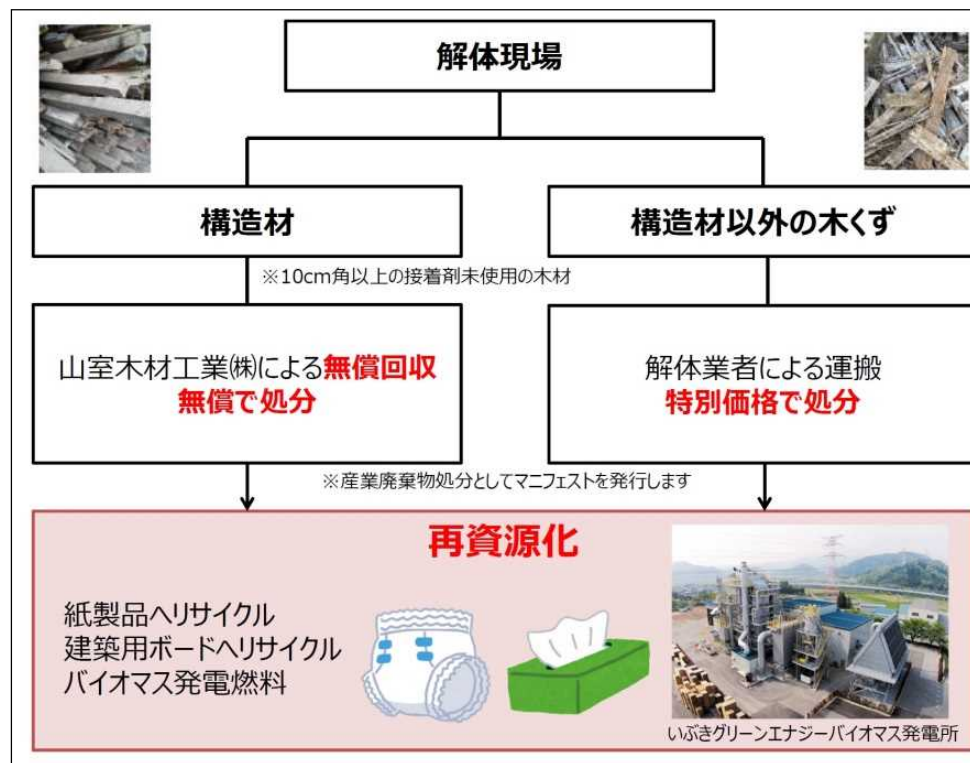 解体現場
構造材
構造材以外の木くず
※10cm角以上の接着剤未使用の木材
山室木材工業㈱による無償回収
無償で処分
解体業者による運搬
特別価格で処分
※産業廃棄物処分としてマニフェストを発行します
再資源化
紙製品へリサイクル
建築用ボードへリサイクル
バイオマス発電燃料
いぶきグリーンエナジーバイオマス発電所